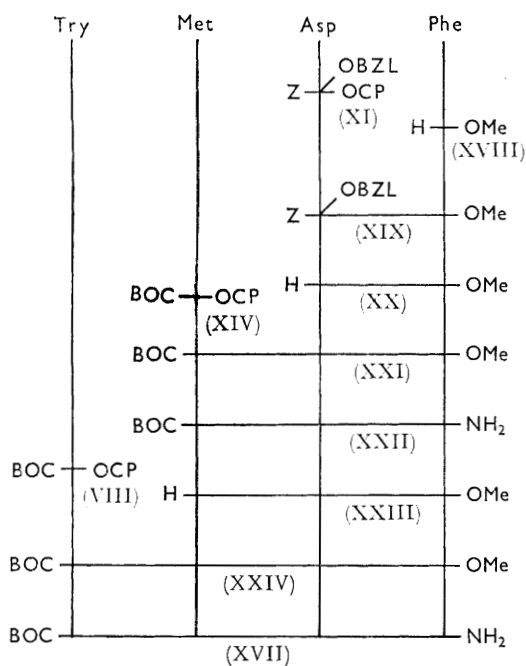 Try Met Asp Phe
OBZL
Z OCP
(XI)
H OMe
(XVIII)
OBZL
Z OMe
(XIX)
H OMe
(XX)
BOC OCP
(XIV)
BOC OMe
(XXI)
BOC NH₂
(XXII)
BOC OCP
(VIII)
H OMe
(XXIII)
BOC OMe
(XXIV)
BOC NH₂
(XVII)